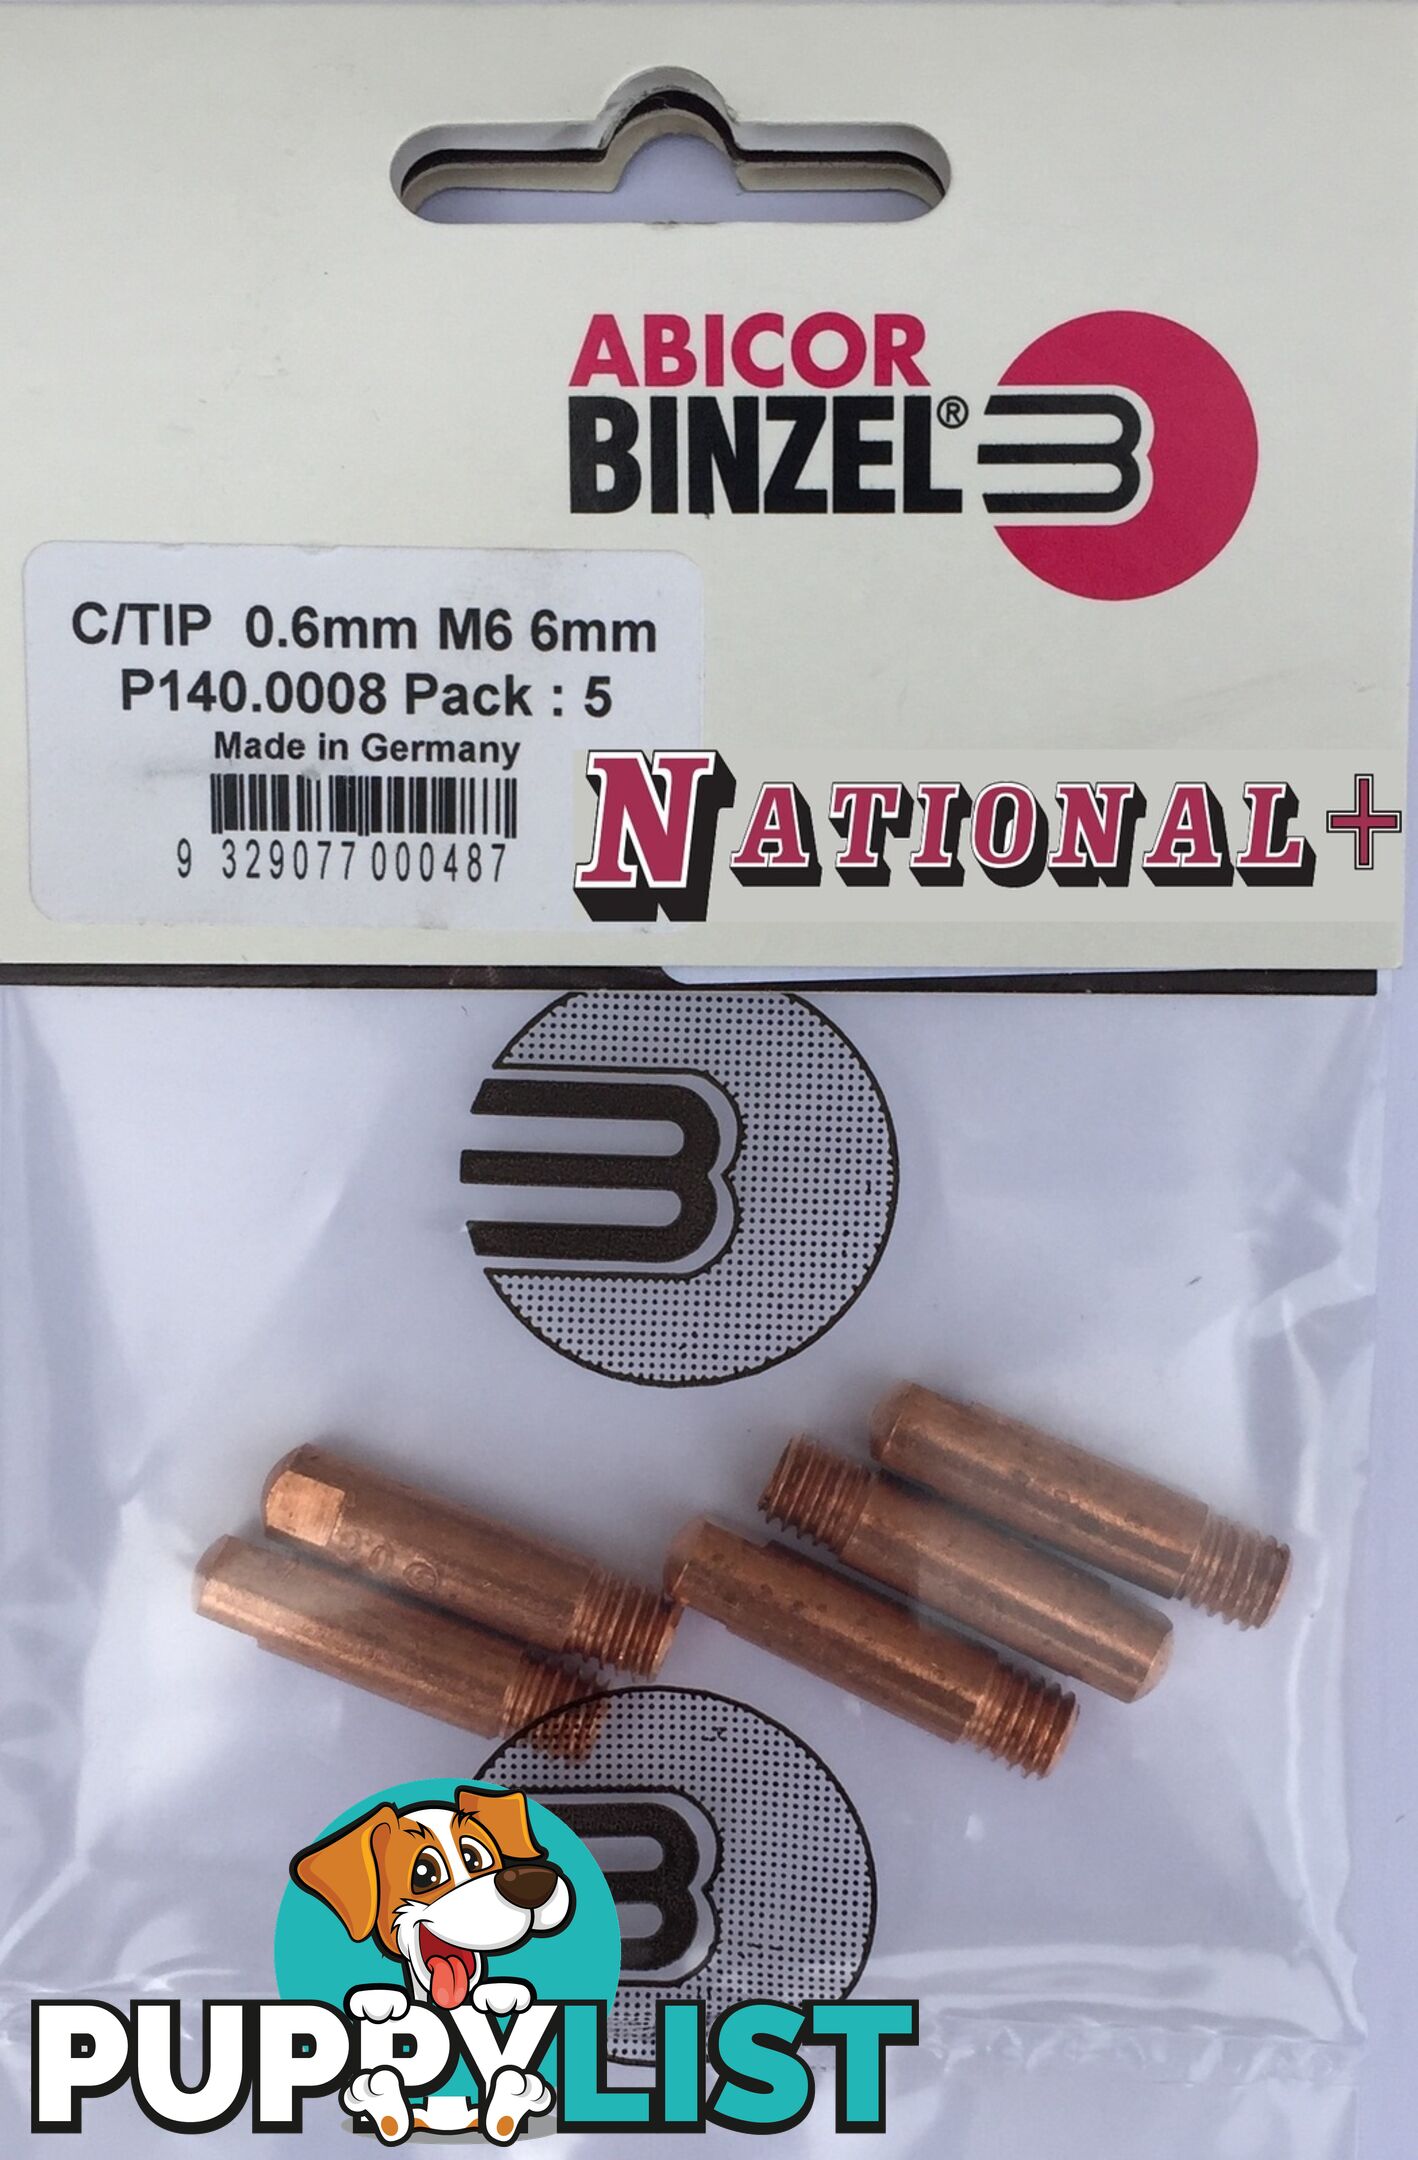 ABICOR
BINZEL®
C/TIP 0.6mm M6 6mm
P140.0008 Pack : 5
Made in Germany
9 329077 000487
NATIONAL+
PUPPYLIST